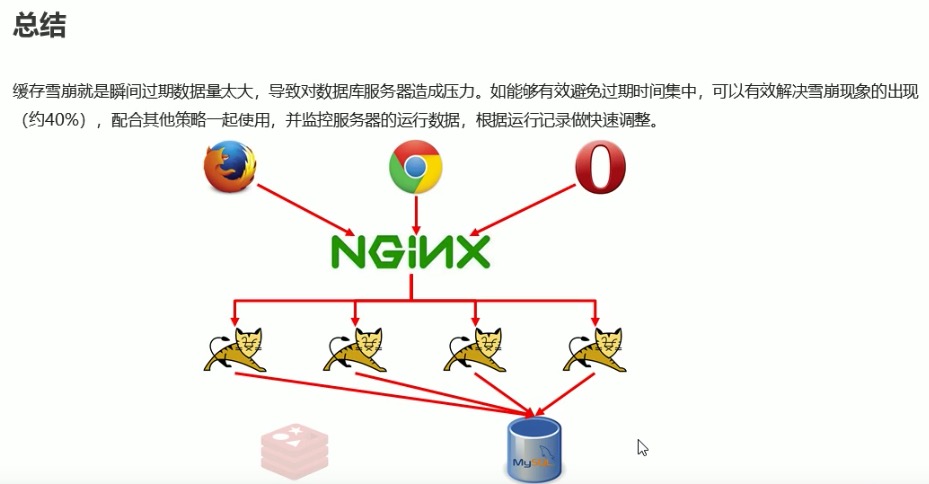 总结
缓存雪崩就是瞬间过期数据量太大，导致对数据库服务器造成压力。如能够有效避免过期时间集中，可以有效解决雪崩现象的出现
（约40%），配合其他策略一起使用，并监控服务器的运行数据，根据运行记录做快速调整。
NGiNX
MySQL